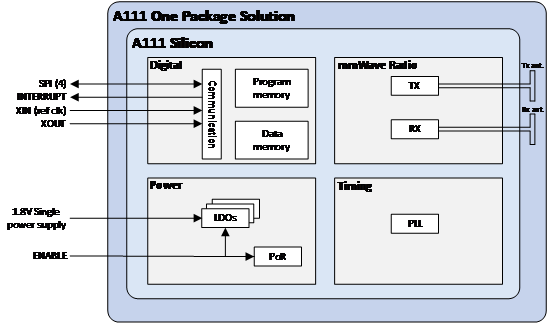 A111 One Package Solution
A111 Silicon
Digital
SPI (4)
INTERRUPT
XIN (ref clk)
XOUT
Communication
Program
memory
Data
memory
mmWave Radio
TX
RX
Tx ant.
Rx ant.
Power
1.8V Single
power supply
ENABLE
LDOs
PoR
Timing
PLL